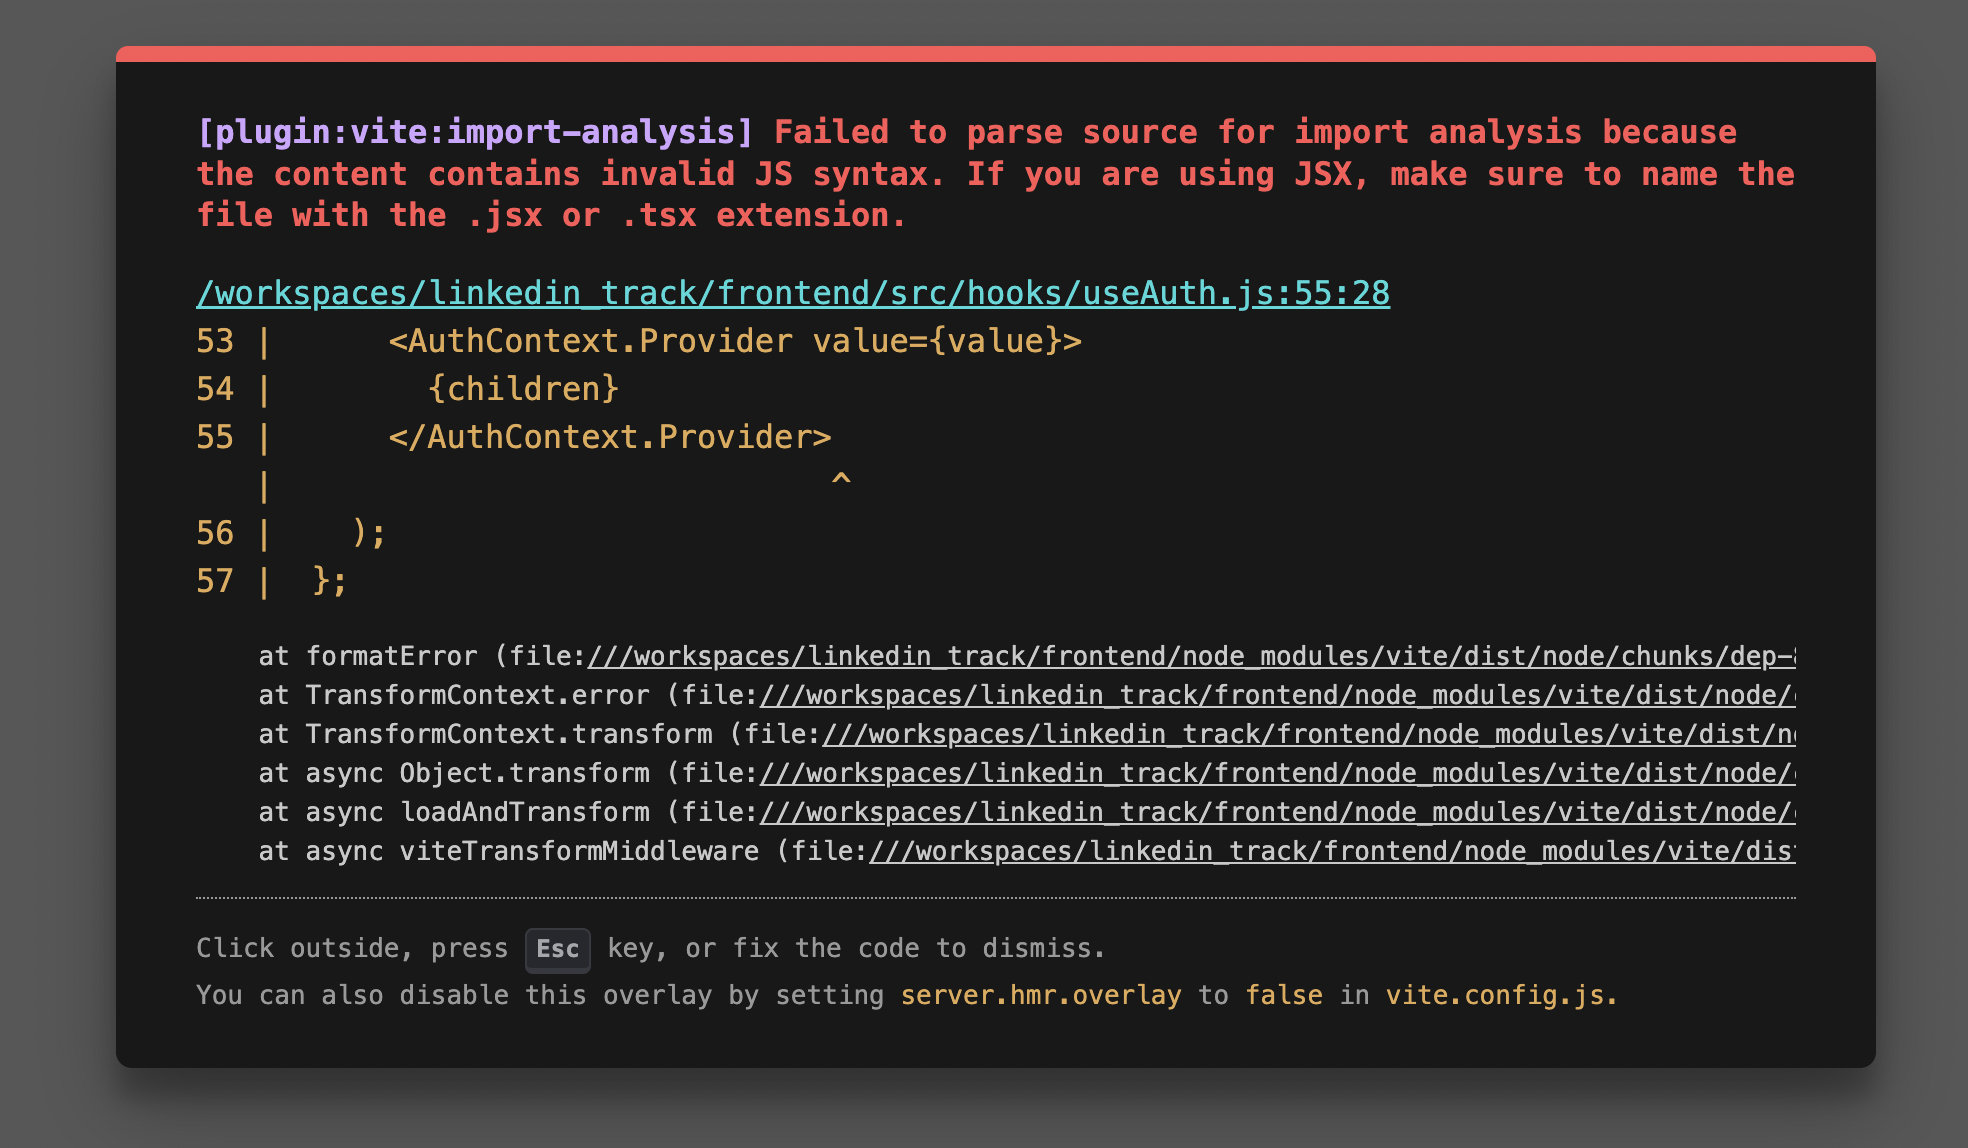 [plugin:vite:import-analysis] Failed to parse source for import analysis because
the content contains invalid JS syntax. If you are using JSX, make sure to name the
file with the .jsx or .tsx extension.
/workspaces/linkedin_track/frontend/src/hooks/useAuth.js:55:28
53 |      <AuthContext.Provider value={value}>
54 |        {children}
55 |      </AuthContext.Provider>
   |                             ^
56 |    );
57 |  };
at formatError (file:///workspaces/linkedin_track/frontend/node_modules/vite/dist/node/chunks/dep-
at TransformContext.error (file:///workspaces/linkedin_track/frontend/node_modules/vite/dist/node/
at TransformContext.transform (file:///workspaces/linkedin_track/frontend/node_modules/vite/dist/n
at async Object.transform (file:///workspaces/linkedin_track/frontend/node_modules/vite/dist/node/
at async loadAndTransform (file:///workspaces/linkedin_track/frontend/node_modules/vite/dist/node/
at async viteTransformMiddleware (file:///workspaces/linkedin_track/frontend/node_modules/vite/dis
Click outside, press Esc key, or fix the code to dismiss.
You can also disable this overlay by setting server.hmr.overlay to false in vite.config.js.